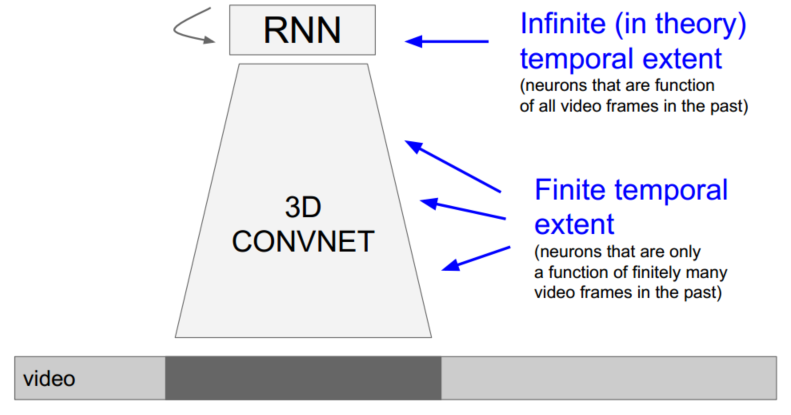 RNN
Infinite (in theory)
temporal extent
(neurons that are function
of all video frames in the past)
3D
CONVNET
Finite temporal
extent
(neurons that are only
a function of finitely many
video frames in the past)
video